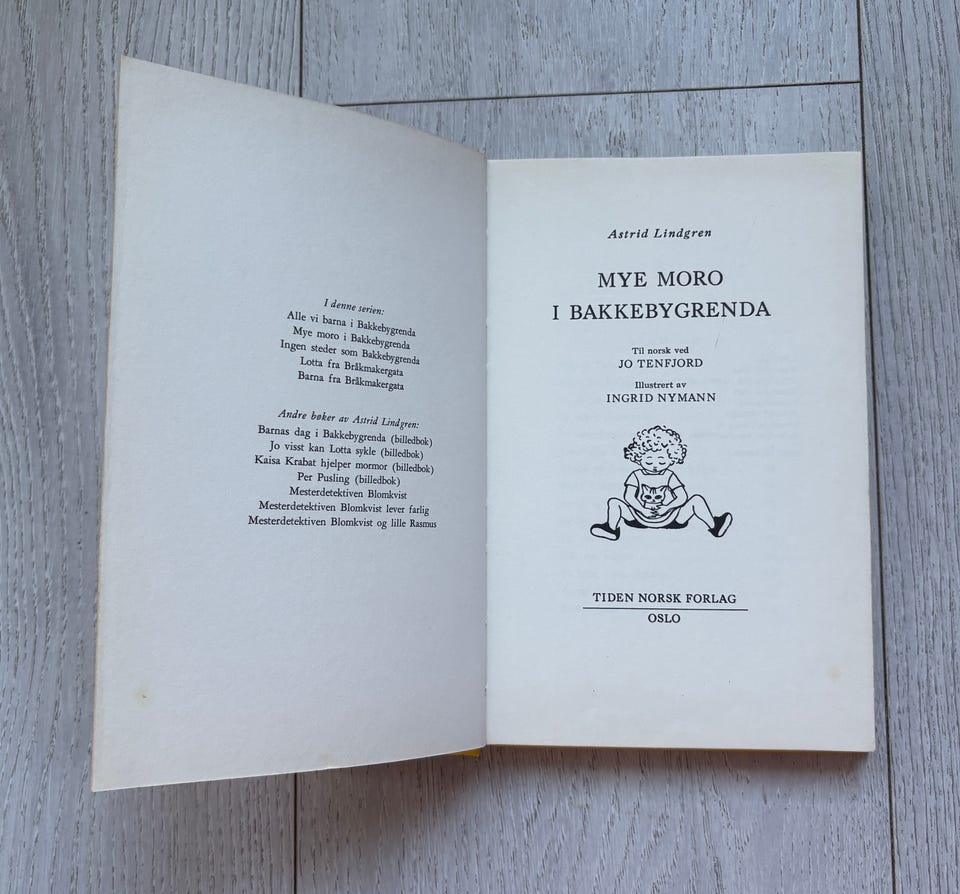 I denne serien:
Alle vi barna i Bakkebygrenda
Mye moro i Bakkebygrenda
Ingen steder som Bakkebygrenda
Lotta fra Bråkmakergata
Barna fra Bråkmakergata
Andre bøker av Astrid Lindgren:
Barnas dag i Bakkebygrenda (billedbok)
Jo visst kan Lotta sykle (billedbok)
Kaisa Krabat hjelper mormor (billedbok)
Per Pusling (billedbok)
Mesterdetektiven Blomkvist
Mesterdetektiven Blomkvist lever farlig
Mesterdetektiven Blomkvist og lille Rasmus
Astrid Lindgren
MYE MORO
I BAKKEBYGRENDA
Til norsk ved
JO TENFJORD
Illustrert av
INGRID NYMANN
TIDEN NORSK FORLAG
OSLO